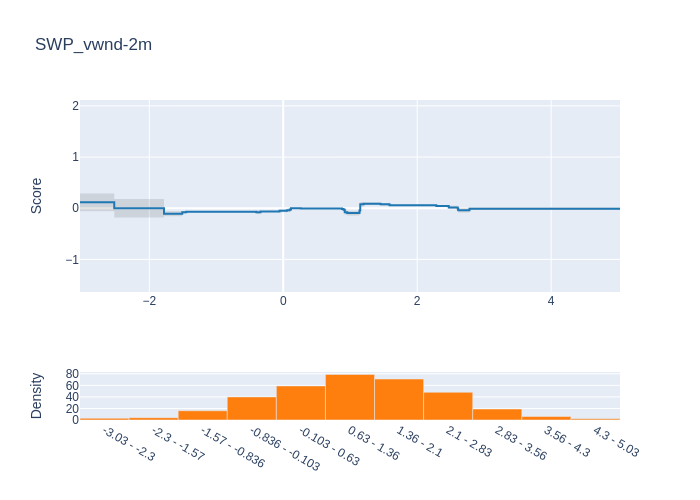 SWP_vwnd-2m
Score
2
1
0
−1
−2
0
2
4
Density
80
60
40
20
0
-3.03 - -2.3
-2.3 - -1.57
-1.57 - -0.836
-0.836 - -0.103
-0.103 - 0.63
0.63 - 1.36
1.36 - 2.1
2.1 - 2.83
2.83 - 3.56
3.56 - 4.3
4.3 - 5.03